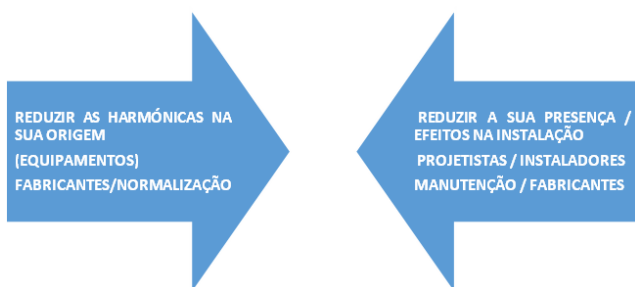 REDUZIR AS HARMÓNICAS NA
SUA ORIGEM
(EQUIPAMENTOS)
FABRICANTES/NORMALIZAÇÃO
REDUZIR A SUA PRESENÇA /
EFEITOS NA INSTALAÇÃO
PROJETISTAS / INSTALADORES
MANUTENÇÃO / FABRICANTES